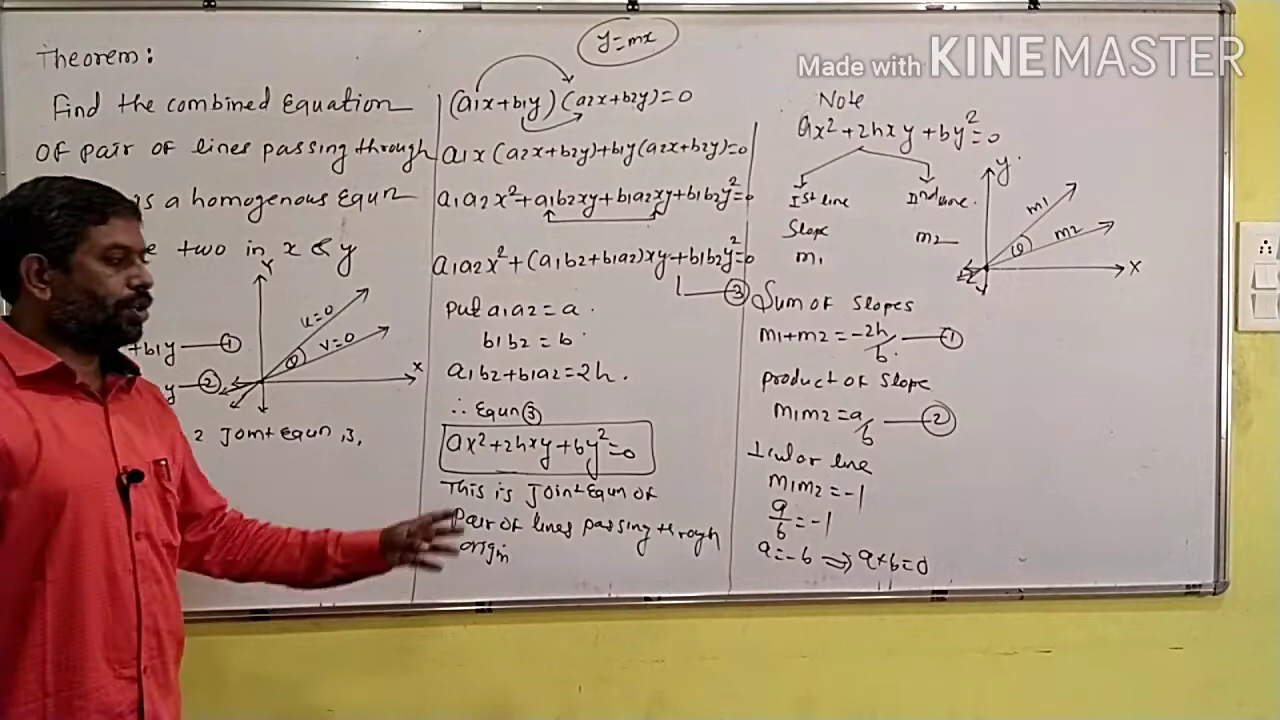 Made with KINEMASTER
Theorem:
Find the combined Equation
of pair of lines passing through
is a homogenous Equn
two in x & y
Y
u=0
v=0
θ
X
+b1y — ①
y — ②
2 Joint Equn is,
y=mx
(a1x+b1y) (a2x+b2y)=0
a1x(a2x+b2y)+b1y(a2x+b2y)=0
a1a2x²+a1b2xy+b1a2xy+b1b2y²=0
a1a2x²+(a1b2+b1a2)xy+b1b2y²=0
③
put a1a2=a.
b1b2=b
a1b2+b1a2=2h.
∴ Equn ③
ax²+2hxy+by²=0
This is Joint Equn of
pair of lines passing through
origin
Note
ax²+2hxy+by²=0
Ist line
IInd line.
Slope
m1
m2
y
m1
m2
θ
X
Sum of slopes
m1+m2=-2h/b. — ①
product of slope
m1m2=a/b — ②
⊥cular line
m1m2=-1
a/b=-1
a=-b ⇒ a+b=0